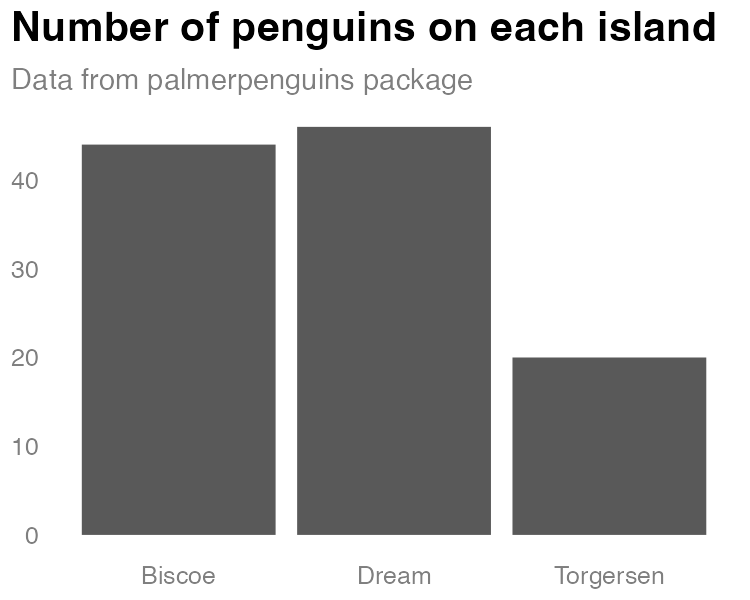 Number of penguins on each island
Data from palmerpenguins package
40
30
20
10
0
Biscoe Dream Torgersen